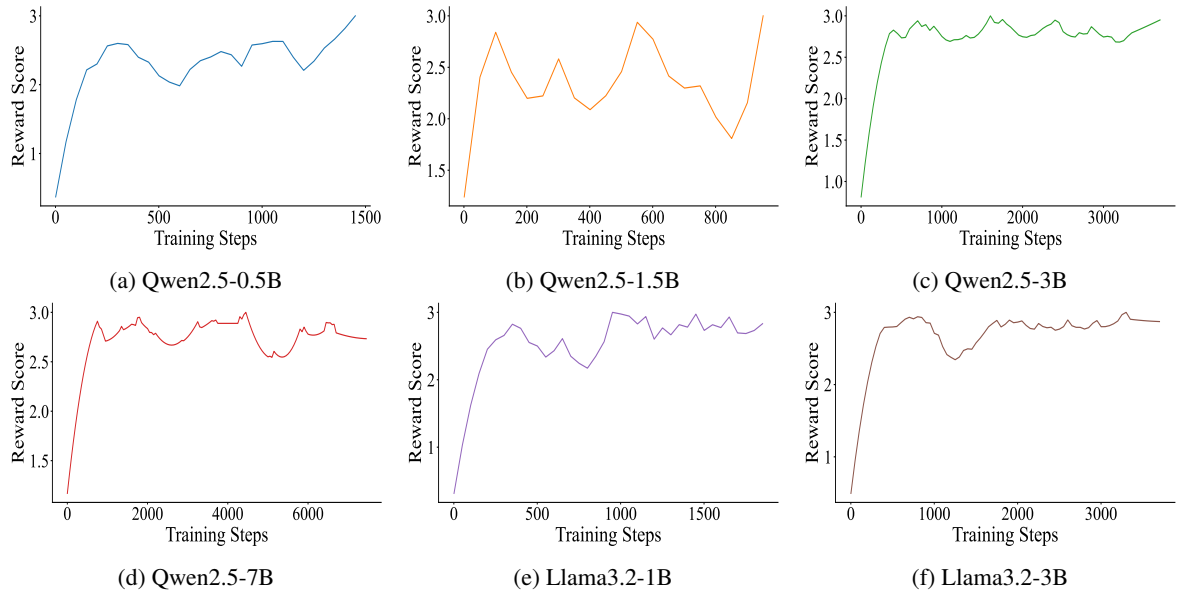 Reward Score
3
2
1
0
500
1000
1500
Training Steps
(a) Qwen2.5-0.5B
Reward Score
3.0
2.5
2.0
1.5
0
200
400
600
800
Training Steps
(b) Qwen2.5-1.5B
Reward Score
3.0
2.5
2.0
1.5
1.0
0
1000
2000
3000
Training Steps
(c) Qwen2.5-3B
Reward Score
3.0
2.5
2.0
1.5
0
2000
4000
6000
Training Steps
(d) Qwen2.5-7B
Reward Score
3
2
1
0
500
1000
1500
Training Steps
(e) Llama3.2-1B
Reward Score
3
2
1
0
1000
2000
3000
Training Steps
(f) Llama3.2-3B